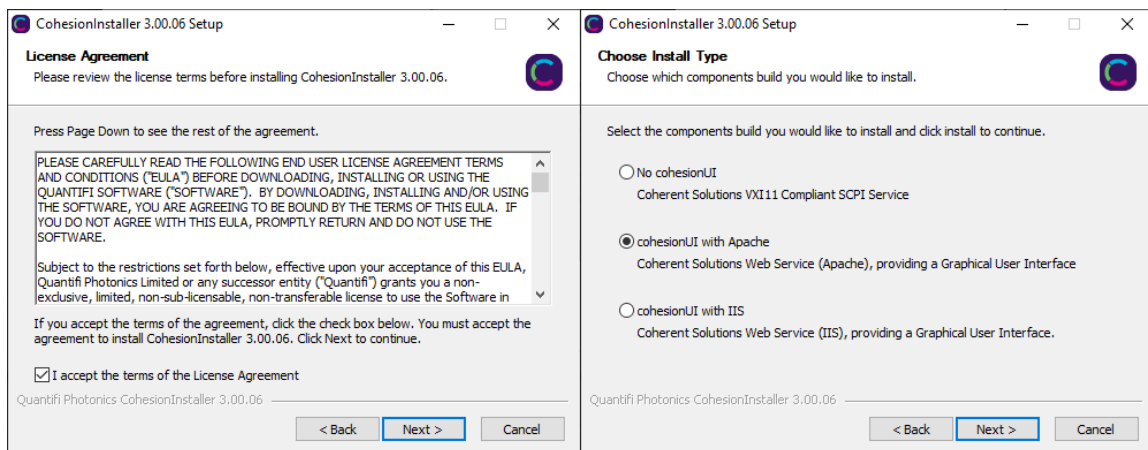 CohesionInstaller 3.00.06 Setup
License Agreement
Please review the license terms before installing CohesionInstaller 3.00.06.
Press Page Down to see the rest of the agreement.
PLEASE CAREFULLY READ THE FOLLOWING END USER LICENSE AGREEMENT TERMS
AND CONDITIONS ("EULA") BEFORE DOWNLOADING, INSTALLING OR USING THE
QUANTIFI SOFTWARE ("SOFTWARE").  BY DOWNLOADING, INSTALLING AND/OR USING
THE SOFTWARE, YOU ARE AGREEING TO BE BOUND BY THE TERMS OF THIS EULA.  IF
YOU DO NOT AGREE WITH THIS EULA, PROMPTLY RETURN AND DO NOT USE THE
SOFTWARE.
Subject to the restrictions set forth below, effective upon your acceptance of this EULA,
Quantifi Photonics Limited or any successor entity ("Quantifi") grants you a non-
exclusive, limited, non-sub-licensable, non-transferable license to use the Software in
If you accept the terms of the agreement, click the check box below. You must accept the
agreement to install CohesionInstaller 3.00.06. Click Next to continue.
I accept the terms of the License Agreement
Quantifi Photonics CohesionInstaller 3.00.06
< Back
Next >
Cancel
CohesionInstaller 3.00.06 Setup
Choose Install Type
Choose which components build you would like to install.
Select the components build you would like to install and click install to continue.
No cohesionUI
Coherent Solutions VXI11 Compliant SCPI Service
cohesionUI with Apache
Coherent Solutions Web Service (Apache), providing a Graphical User Interface
cohesionUI with IIS
Coherent Solutions Web Service (IIS), providing a Graphical User Interface.
Quantifi Photonics CohesionInstaller 3.00.06
< Back
Next >
Cancel